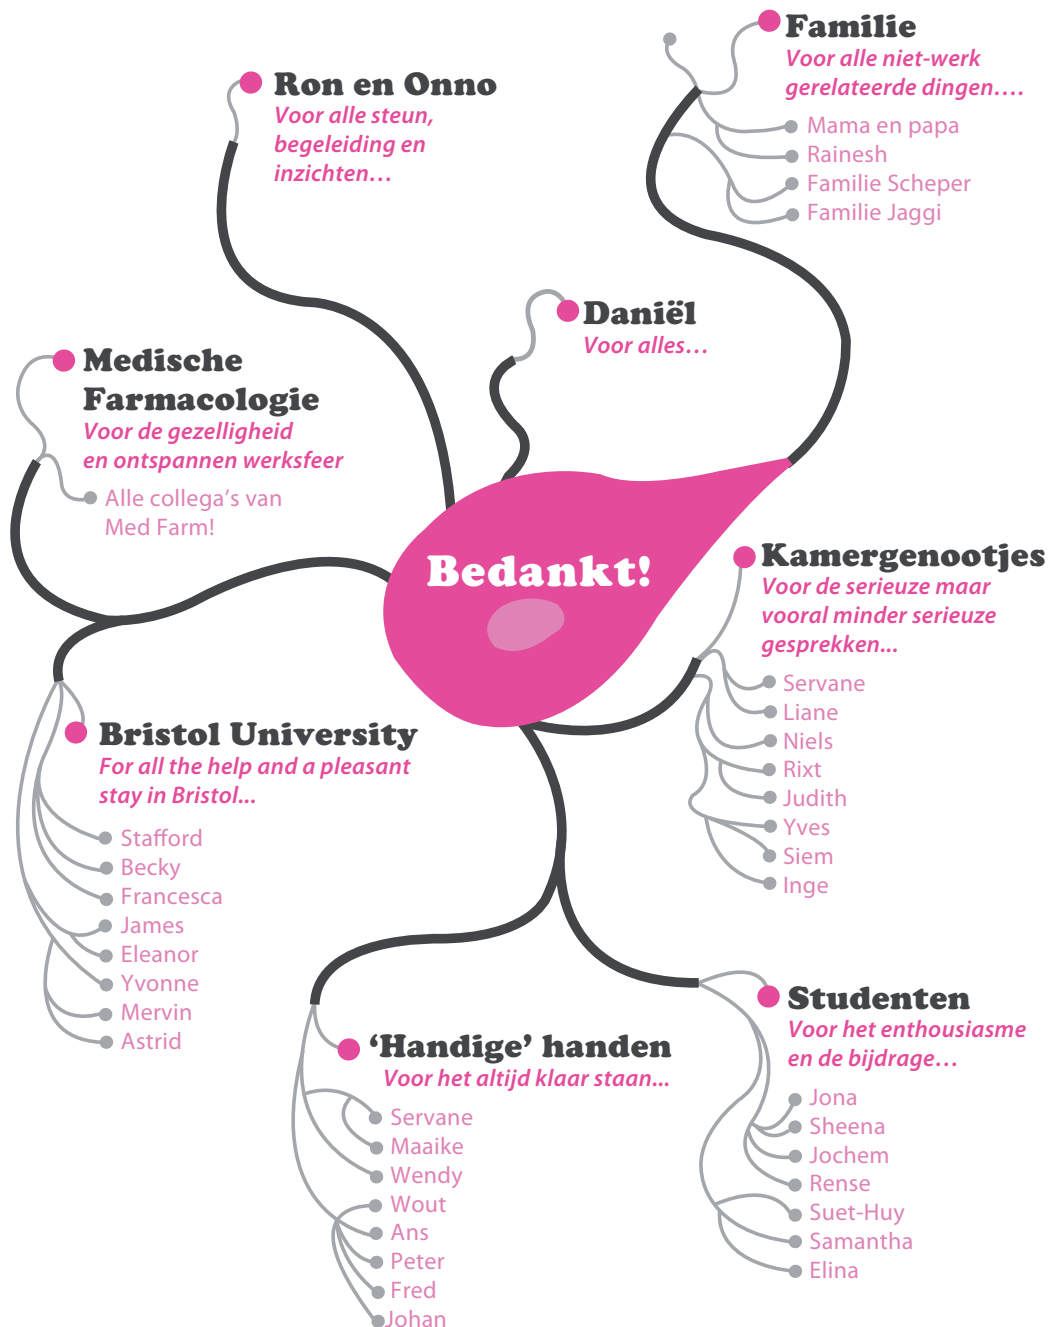 Familie
Voor alle niet-werk
gerelateerde dingen....
Mama en papa
Rainesh
Familie Scheper
Familie Jaggi
Ron en Onno
Voor alle steun,
begeleiding en
inzichten...
Daniël
Voor alles...
Medische
Farmacologie
Voor de gezelligheid
en ontspannen werksfeer
Alle collega's van
Med Farm!
Bedankt!
Kamergenootjes
Voor de serieuze maar
vooral minder serieuze
gesprekken...
Servane
Liane
Niels
Rixt
Judith
Yves
Siem
Inge
Bristol University
For all the help and a pleasant
stay in Bristol...
Stafford
Becky
Francesca
James
Eleanor
Yvonne
Mervin
Astrid
‘Handige’ handen
Voor het altijd klaar staan...
Servane
Maaike
Wendy
Wout
Ans
Peter
Fred
Johan
Studenten
Voor het enthousiasme
en de bijdrage...
Jona
Sheena
Jochem
Rense
Suet-Huy
Samantha
Elina